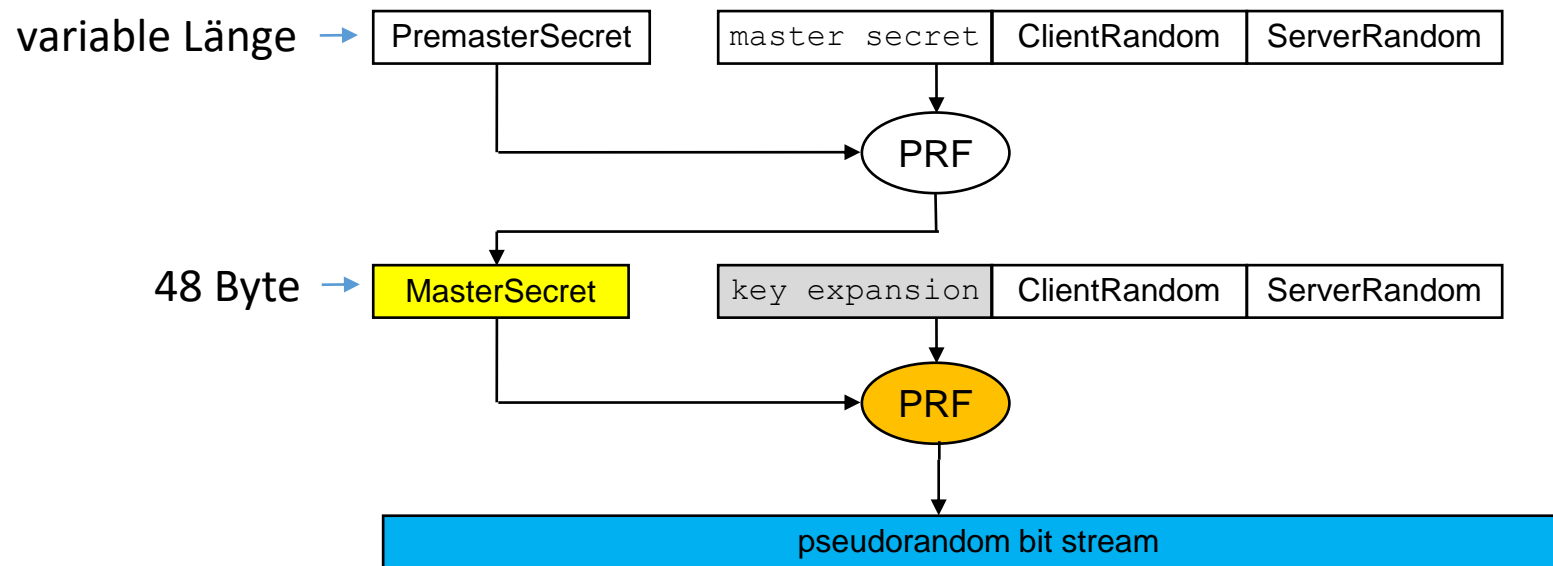 variable Länge PremasterSecret master secret ClientRandom ServerRandom
PRF
48 Byte MasterSecret key expansion ClientRandom ServerRandom
PRF
pseudorandom bit stream